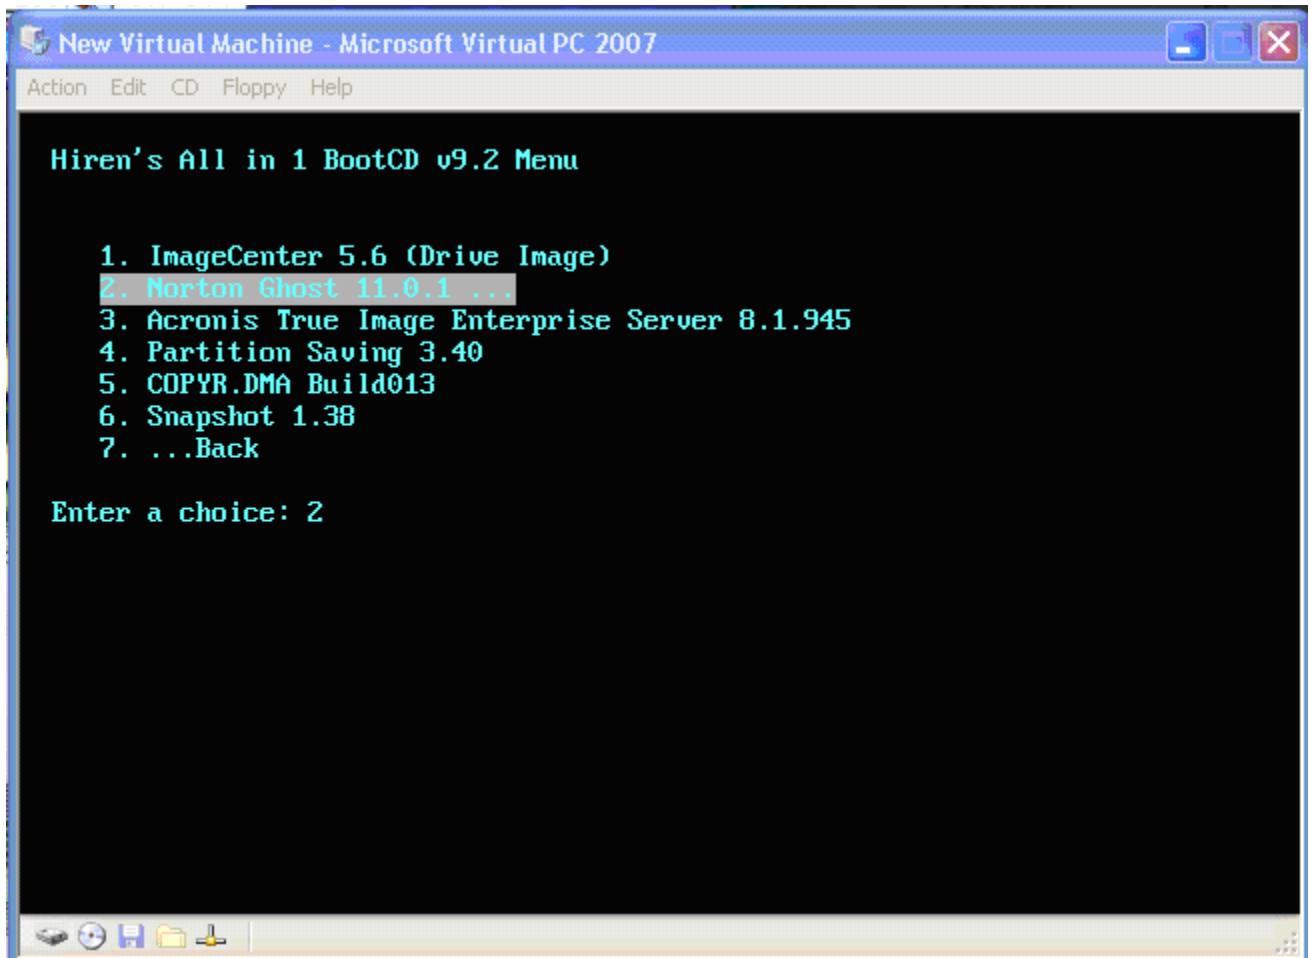 New Virtual Machine - Microsoft Virtual PC 2007
Action Edit CD Floppy Help
Hiren's All in 1 BootCD v9.2 Menu
1. ImageCenter 5.6 (Drive Image)
2. Norton Ghost 11.0.1 ...
3. Acronis True Image Enterprise Server 8.1.945
4. Partition Saving 3.40
5. COPYR.DMA Build013
6. Snapshot 1.38
7. ...Back
Enter a choice: 2